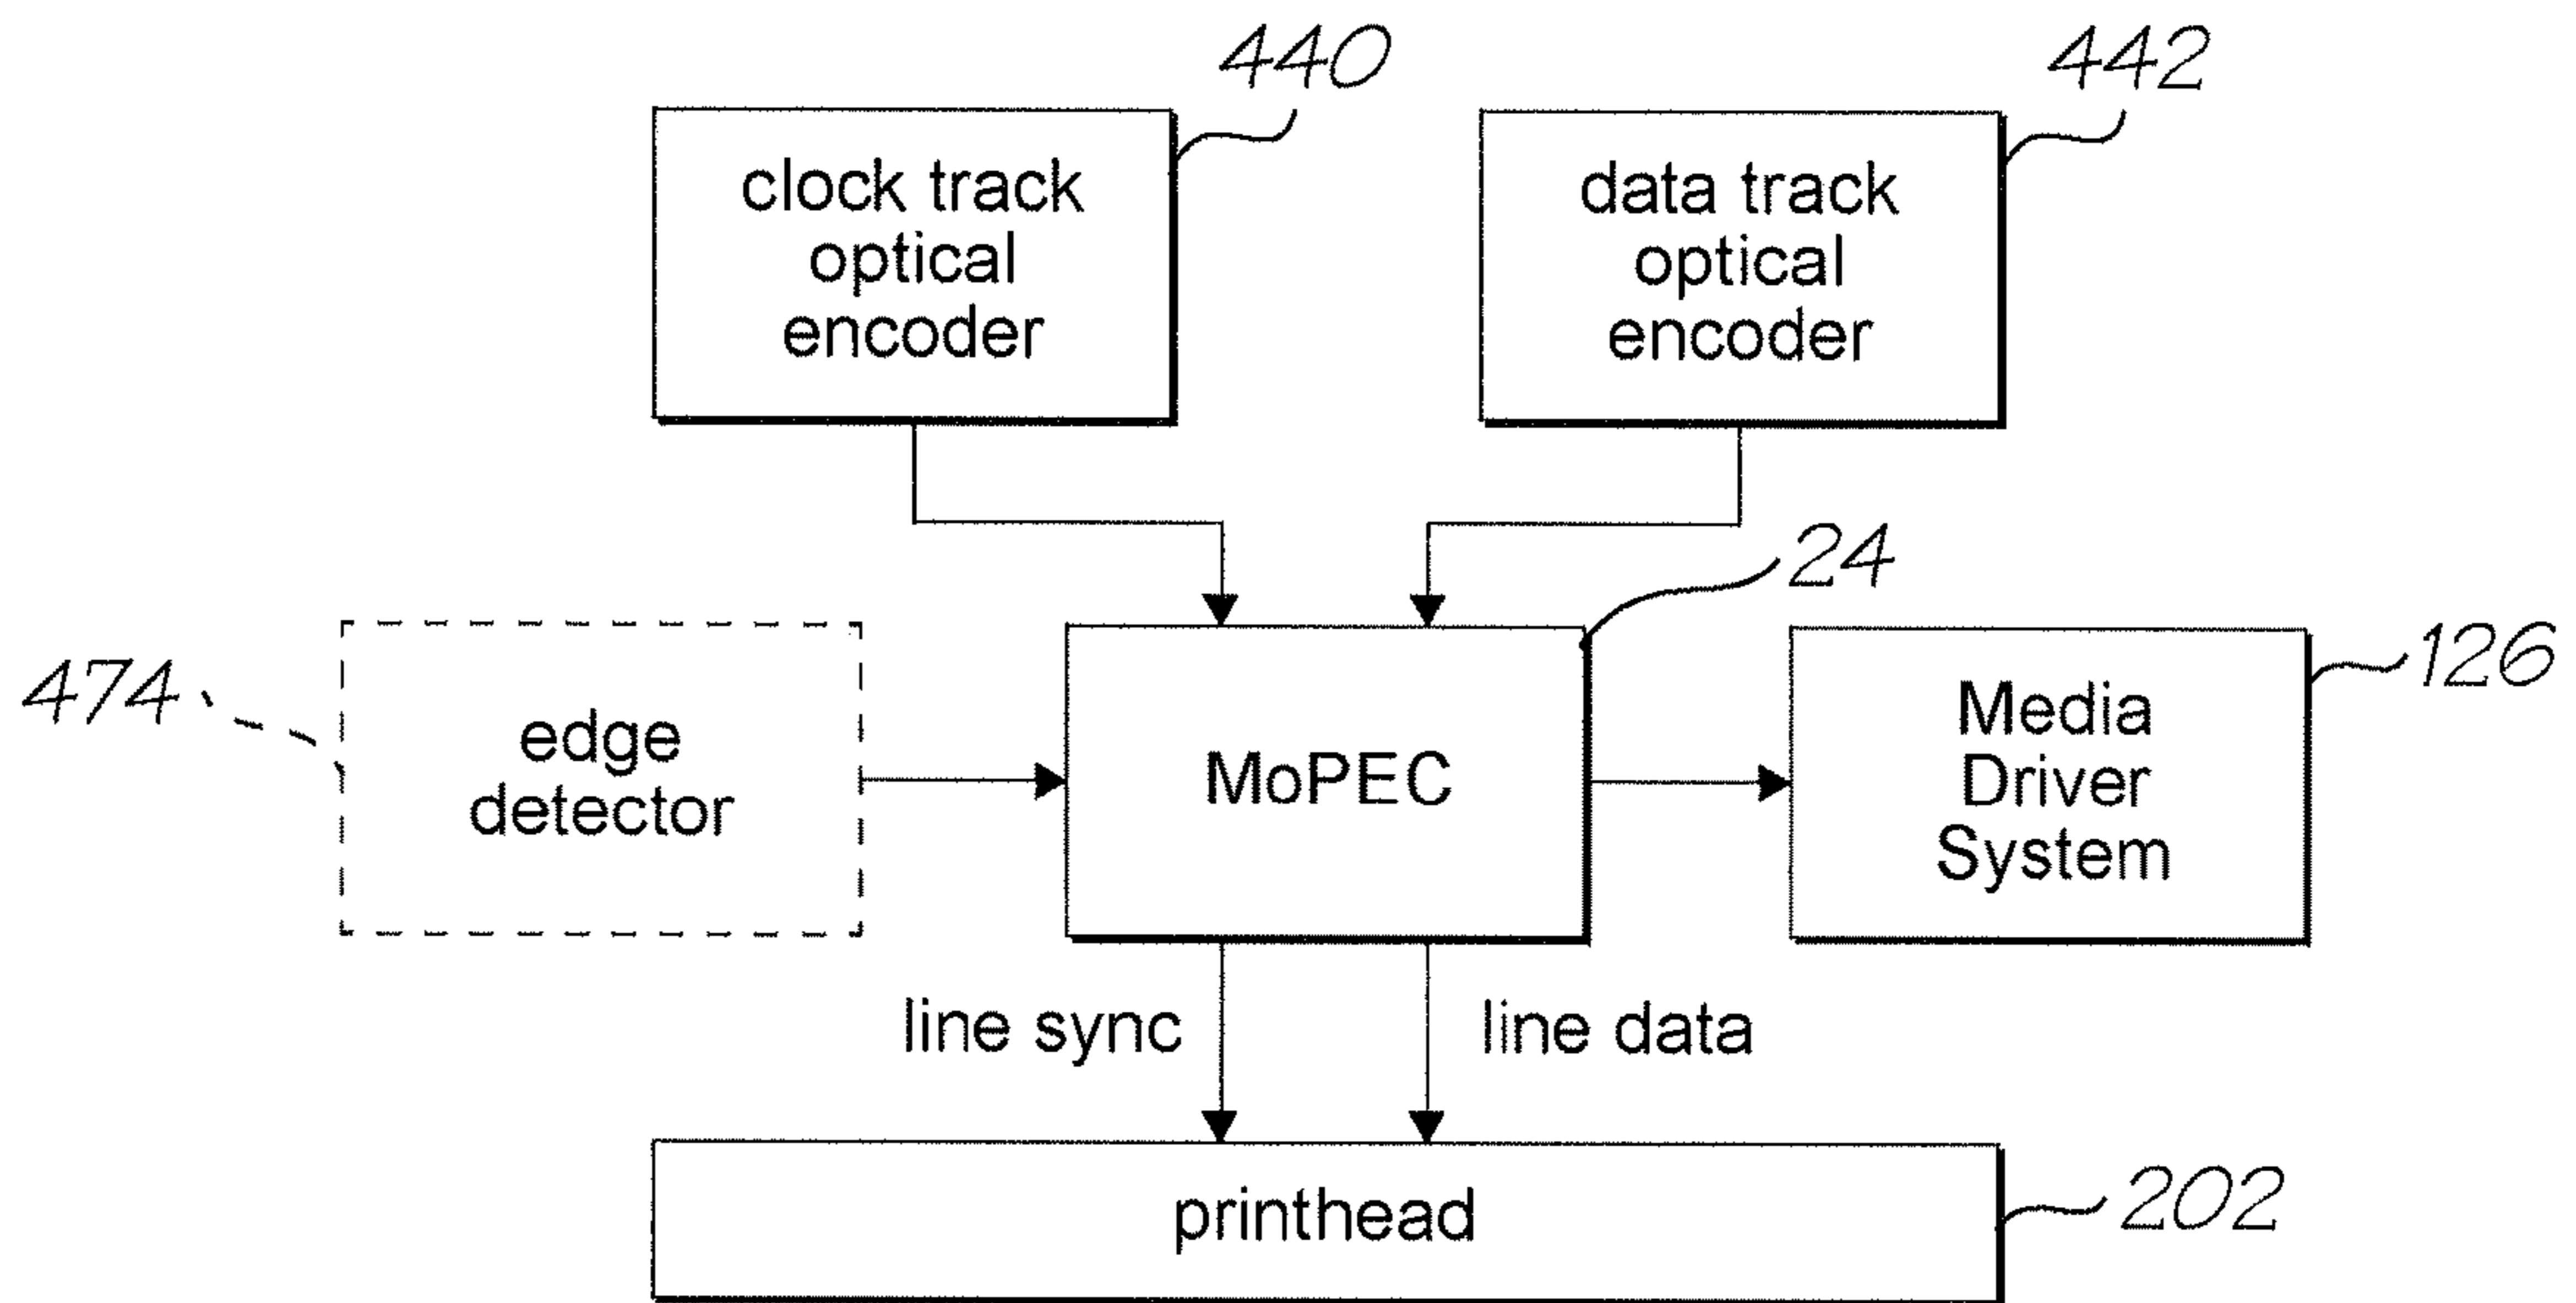 440
442
clock track
optical
encoder
data track
optical
encoder
24
474
edge
detector
MoPEC
Media
Driver
System
126
line sync
line data
printhead
202